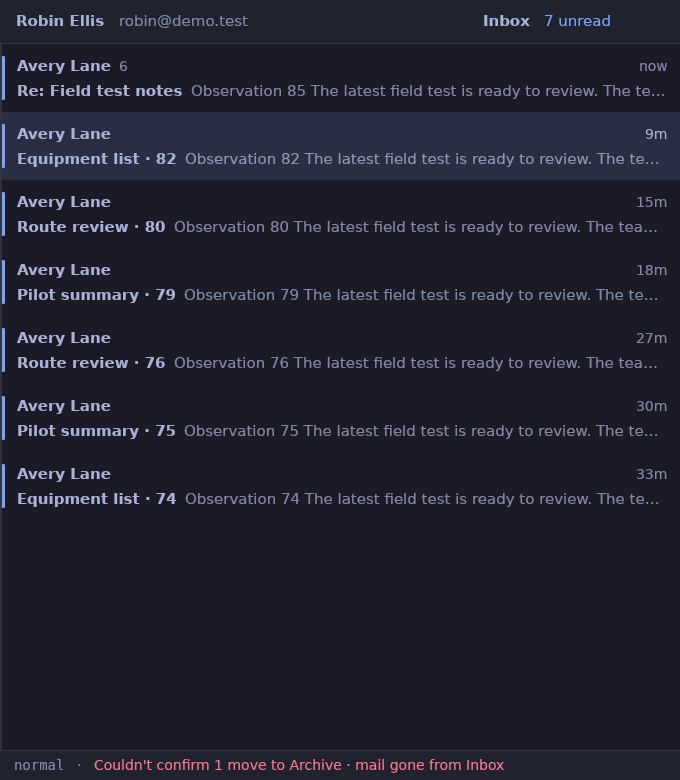 Robin Ellis robin@demo.test Inbox 7 unread
Avery Lane 6 now
Re: Field test notes Observation 85 The latest field test is ready to review. The te…
Avery Lane 9m
Equipment list · 82 Observation 82 The latest field test is ready to review. The te…
Avery Lane 15m
Route review · 80 Observation 80 The latest field test is ready to review. The tea…
Avery Lane 18m
Pilot summary · 79 Observation 79 The latest field test is ready to review. The te…
Avery Lane 27m
Route review · 76 Observation 76 The latest field test is ready to review. The tea…
Avery Lane 30m
Pilot summary · 75 Observation 75 The latest field test is ready to review. The te…
Avery Lane 33m
Equipment list · 74 Observation 74 The latest field test is ready to review. The te…
normal · Couldn't confirm 1 move to Archive · mail gone from Inbox